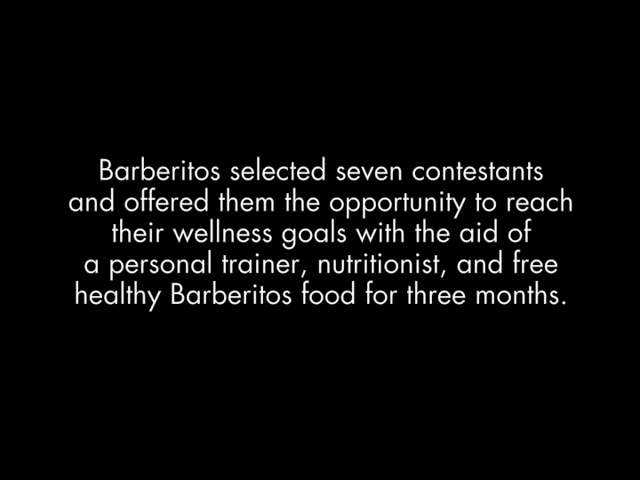 Barberitos selected seven contestants
and offered them the opportunity to reach
their wellness goals with the aid of
a personal trainer, nutritionist, and free
healthy Barberitos food for three months.